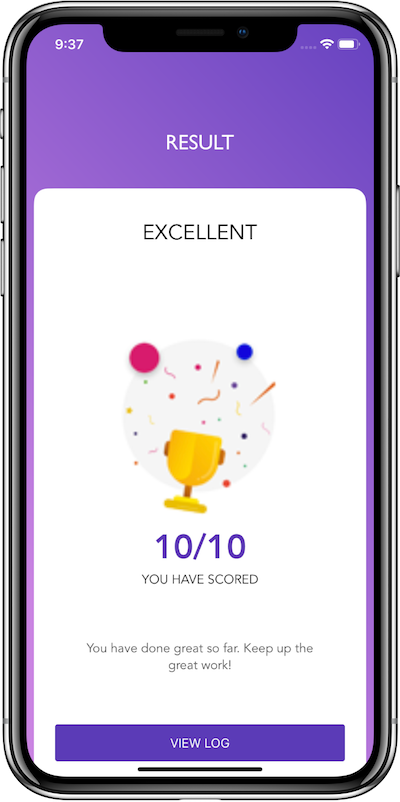 9:37
RESULT
EXCELLENT
10/10
YOU HAVE SCORED
You have done great so far. Keep up the
great work!
VIEW LOG